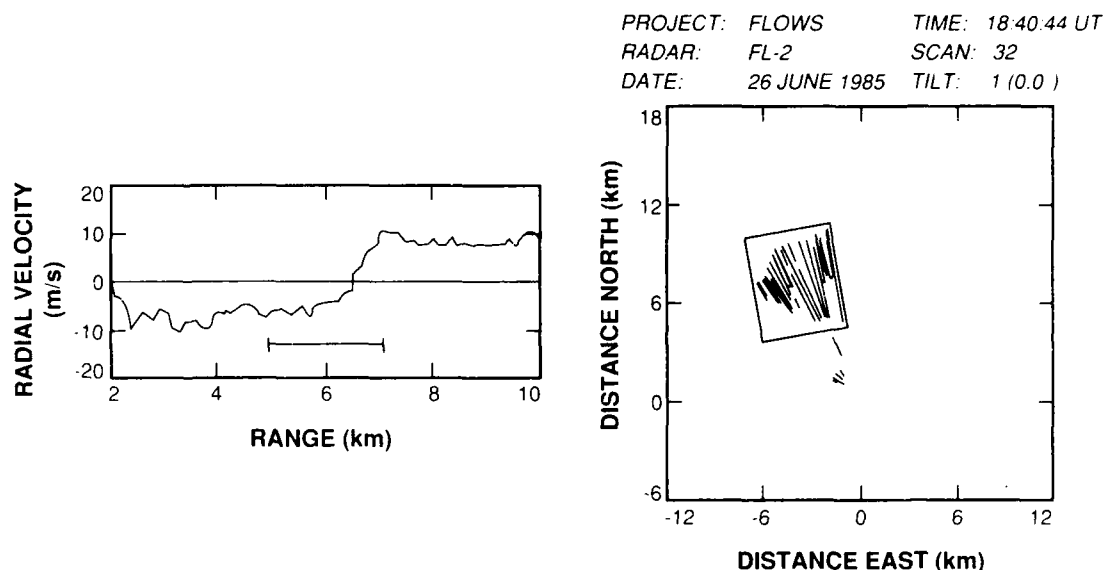 PROJECT: FLOWS TIME: 18:40:44 UT
RADAR: FL-2 SCAN: 32
DATE: 26 JUNE 1985 TILT: 1 (0.0 )
RADIAL VELOCITY
(m/s)
20
10
0
-10
-20
2 4 6 8 10
RANGE (km)
DISTANCE NORTH (km)
18
12
6
0
-6
-12 -6 0 6 12
DISTANCE EAST (km)